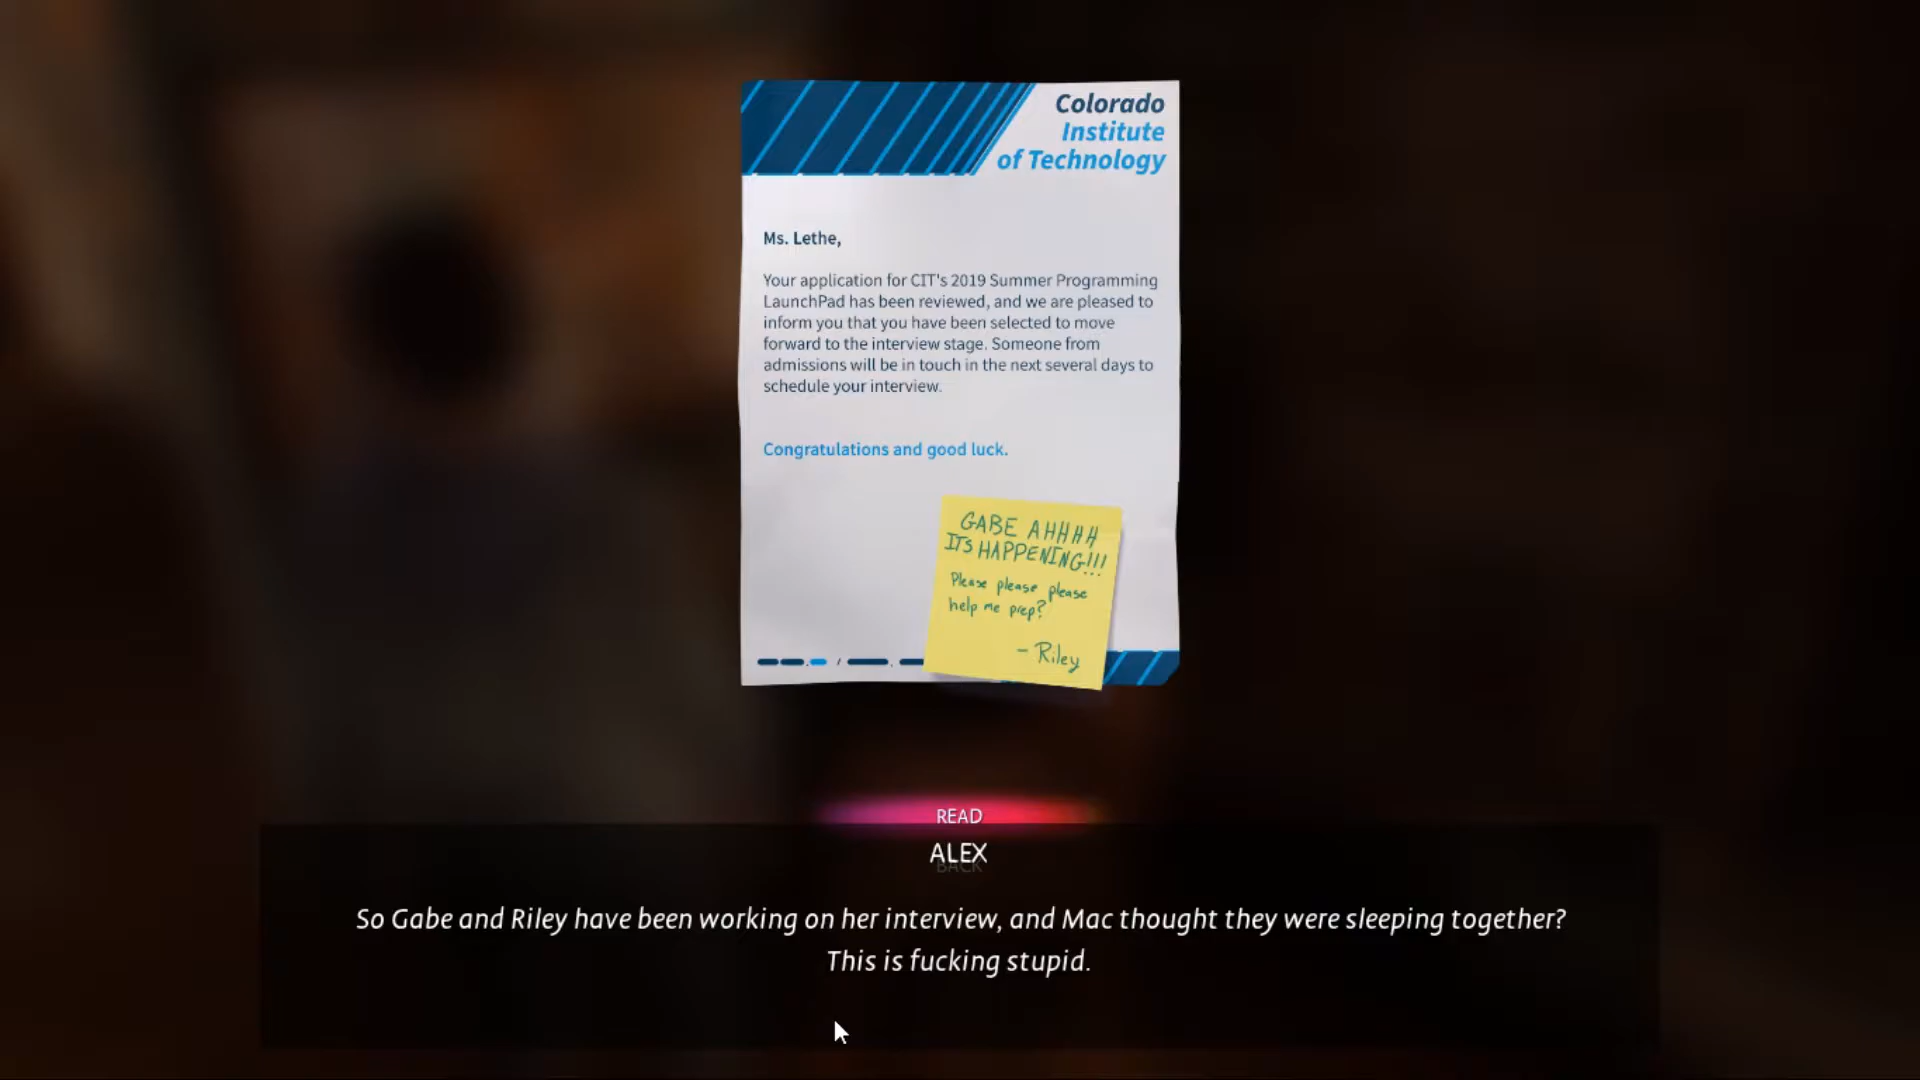 Colorado
Institute
of Technology
Ms. Lethe,
Your application for CIT's 2019 Summer Programming
LaunchPad has been reviewed, and we are pleased to
inform you that you have been selected to move
forward to the interview stage. Someone from
admissions will be in touch in the next several days to
schedule your interview.
Congratulations and good luck.
GABE AHHHH
ITS HAPPENING!!!
Please please please
help me prep?
- Riley
READ
ALEX
BACK
So Gabe and Riley have been working on her interview, and Mac thought they were sleeping together?
This is fucking stupid.